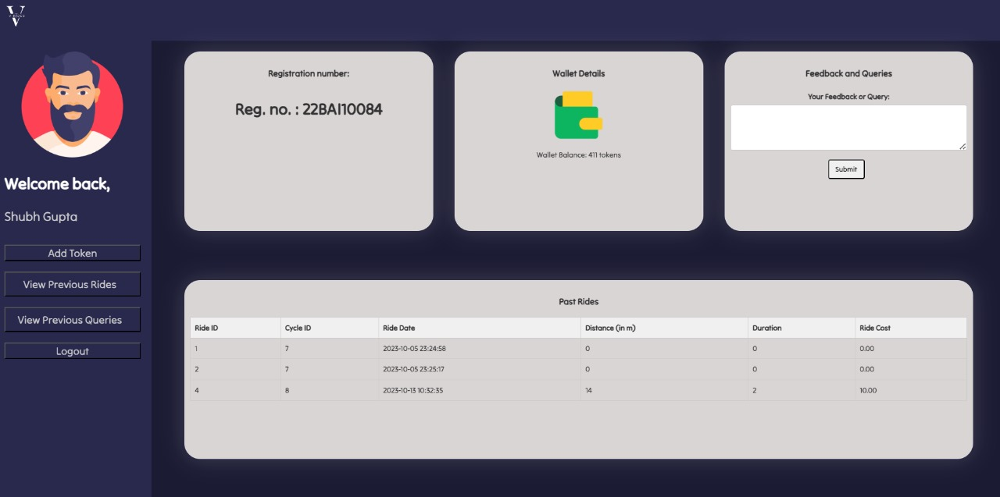 V
Welcome back,
Shubh Gupta
Add Token
View Previous Rides
View Previous Queries
Logout
Registration number:
Reg. no. : 22BAI10084
Wallet Details
Wallet Balance: 411 tokens
Feedback and Queries
Your Feedback or Query:
Submit
Past Rides
Ride ID Cycle ID Ride Date Distance (in m) Duration Ride Cost
1 7 2023-10-05 23:24:58 0 0 0.00
2 7 2023-10-05 23:25:17 0 0 0.00
4 8 2023-10-13 10:32:35 14 2 10.00